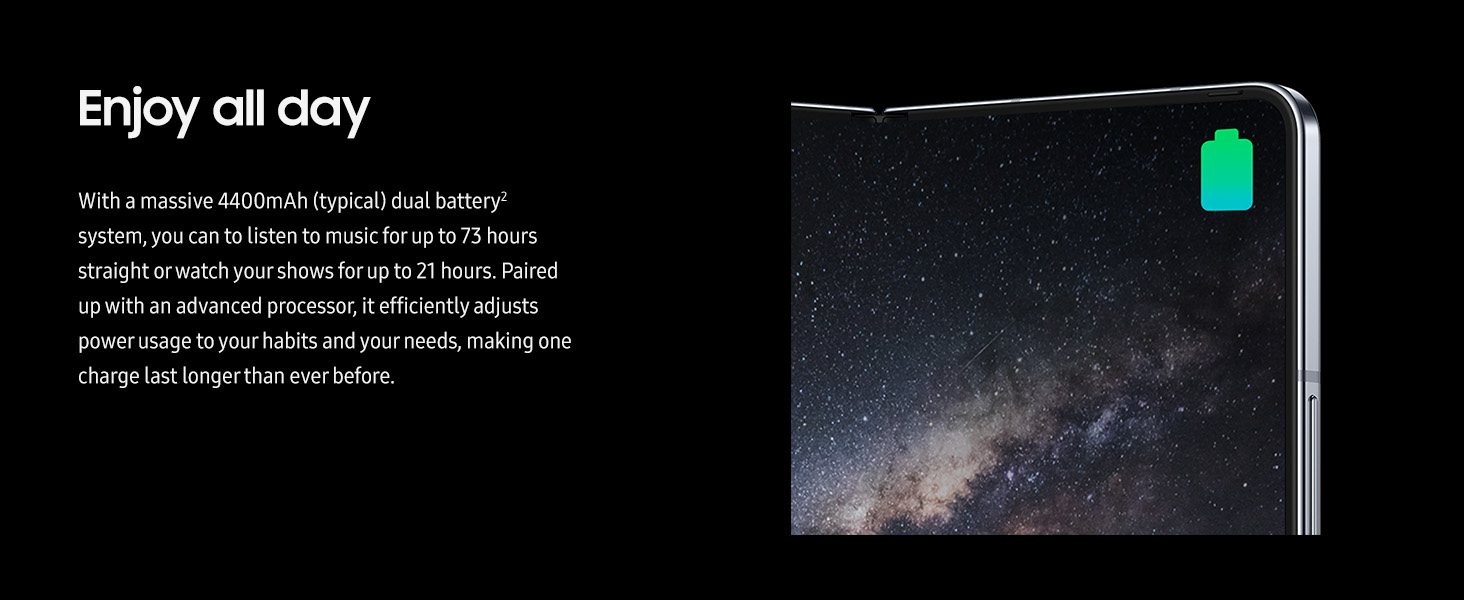 Enjoy all day
With a massive 4400mAh (typical) dual battery²
system, you can to listen to music for up to 73 hours
straight or watch your shows for up to 21 hours. Paired
up with an advanced processor, it efficiently adjusts
power usage to your habits and your needs, making one
charge last longer than ever before.